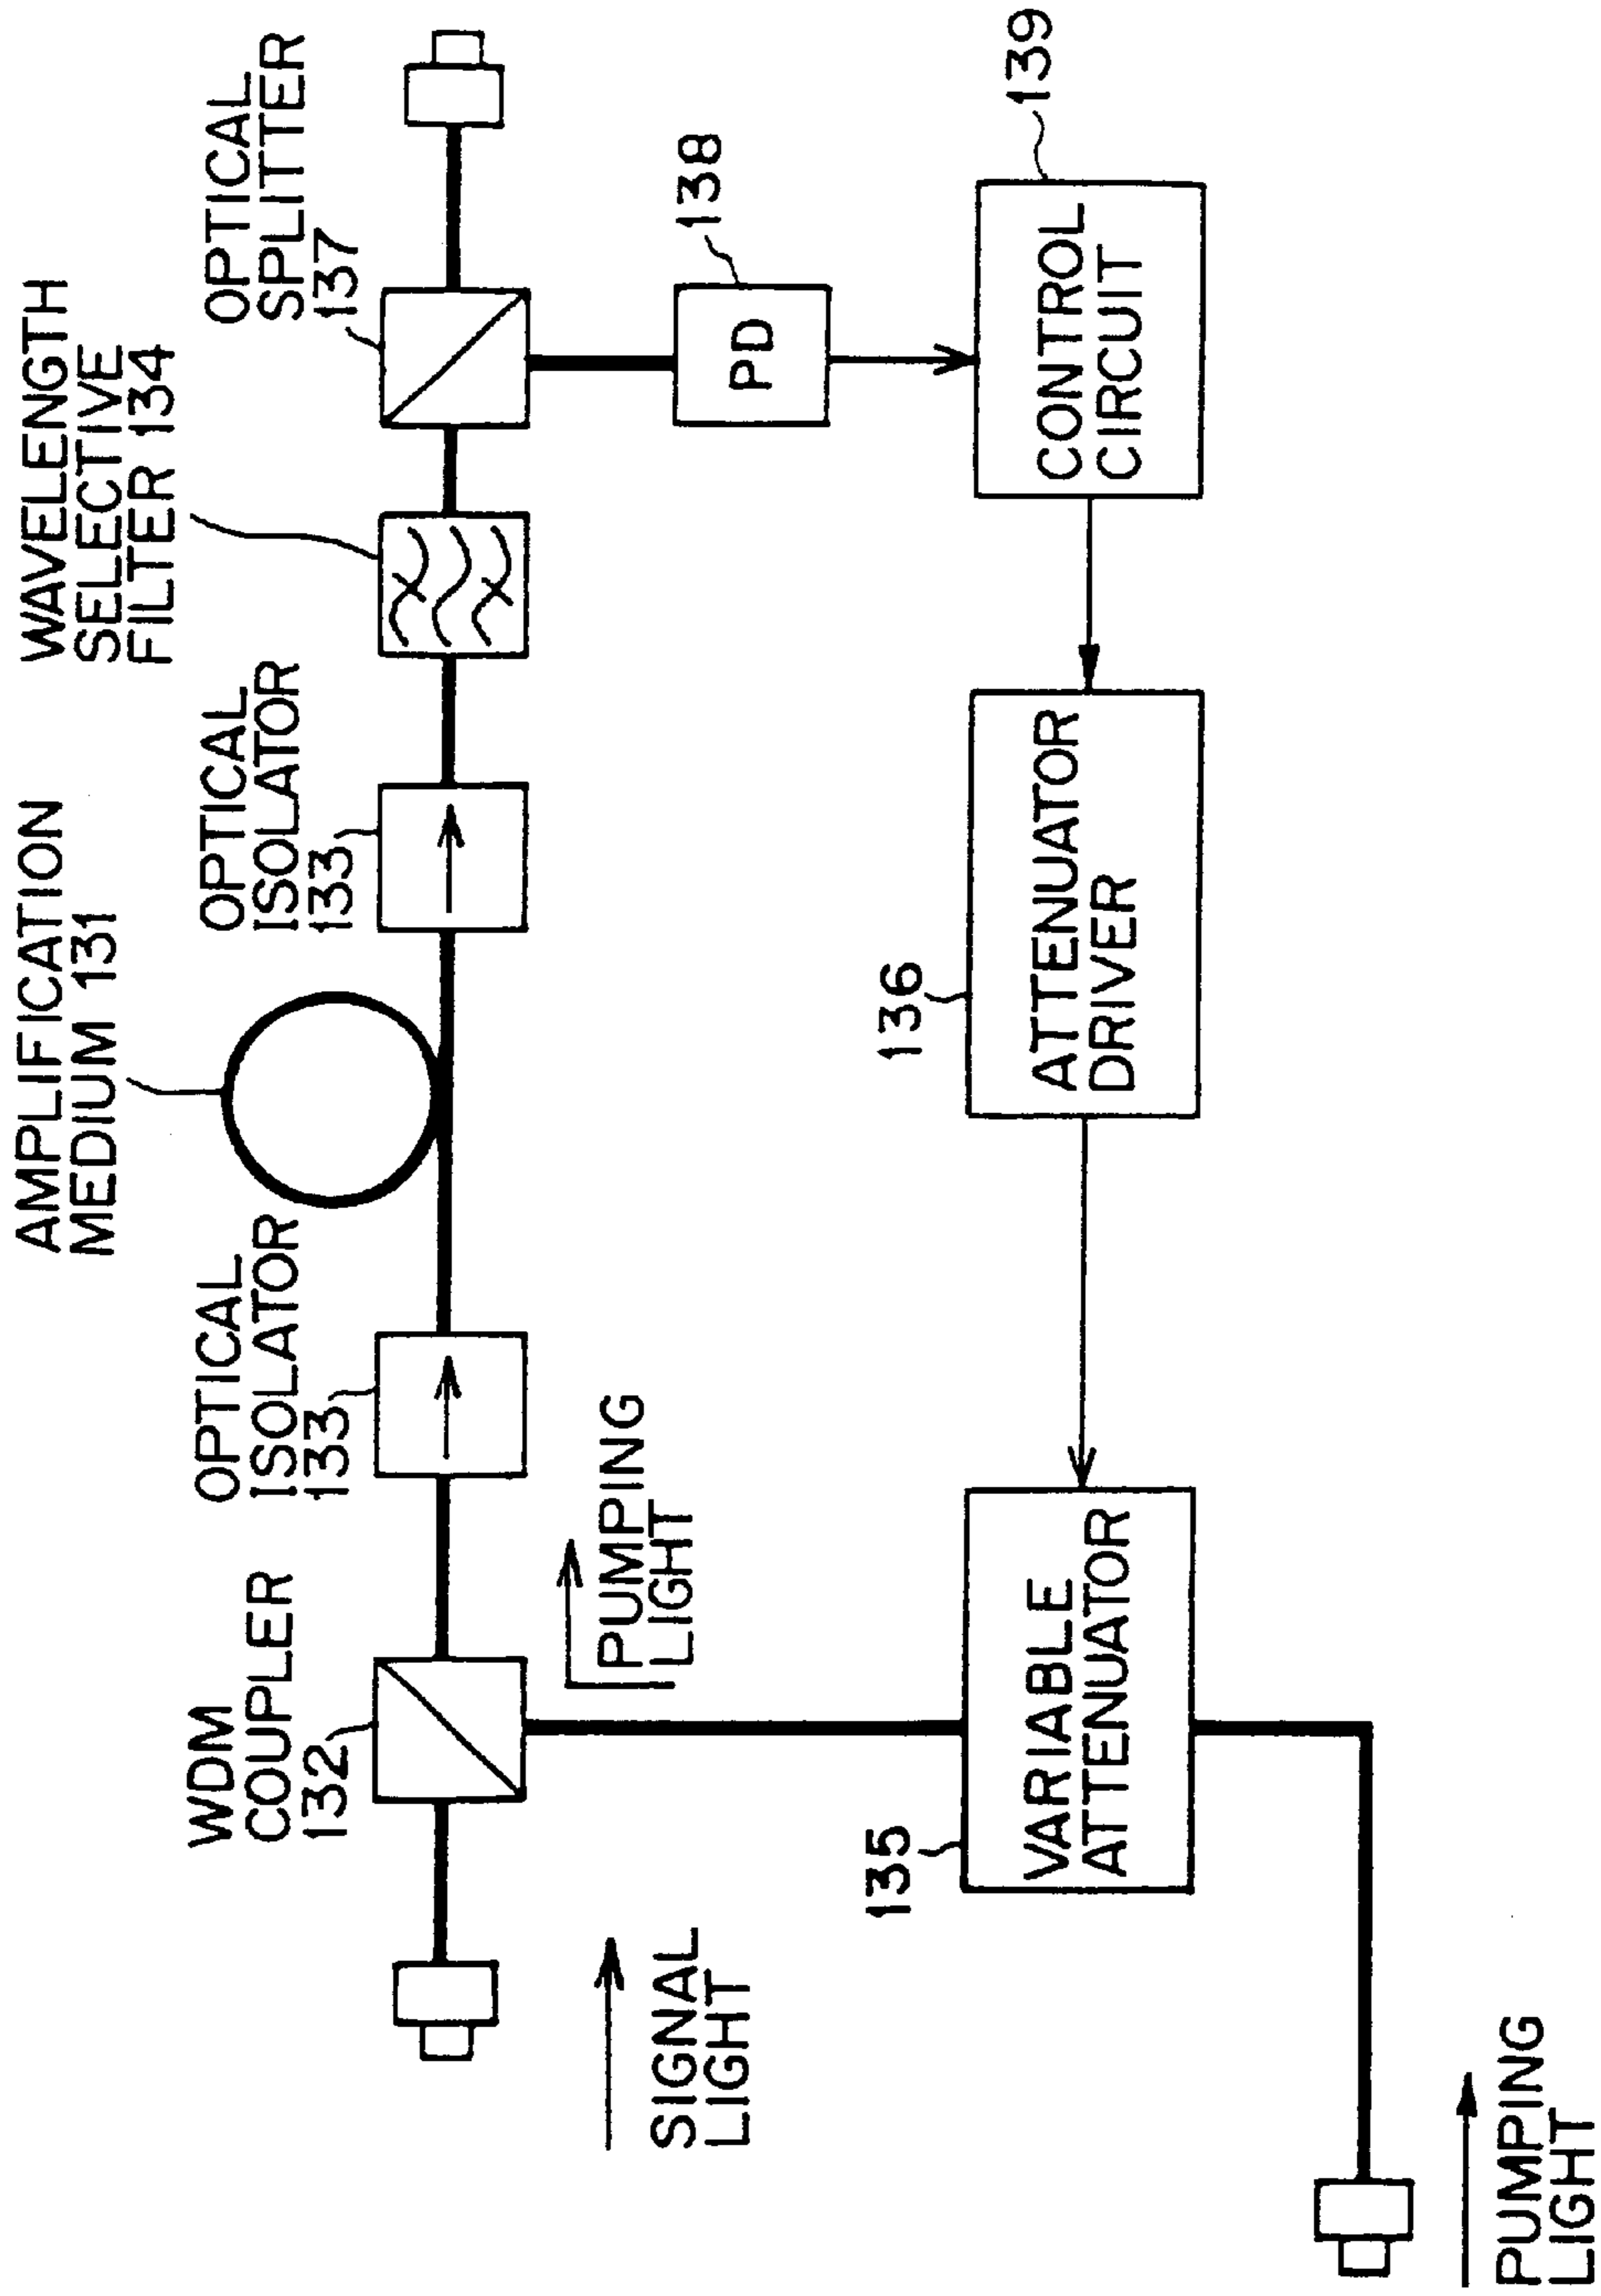 AMPLIFICATION
MEDIUM 131
WAVELENGTH
SELECTIVE
FILTER 134
WDM
COUPLER
132
OPTICAL
ISOLATOR
133
OPTICAL
ISOLATOR
133
OPTICAL
SPLITTER
137
SIGNAL
LIGHT
PUMPING
LIGHT
138
PD
135
VARIABLE
ATTENUATOR
136
ATTENUATOR
DRIVER
139
CONTROL
CIRCUIT
PUMPING
LIGHT